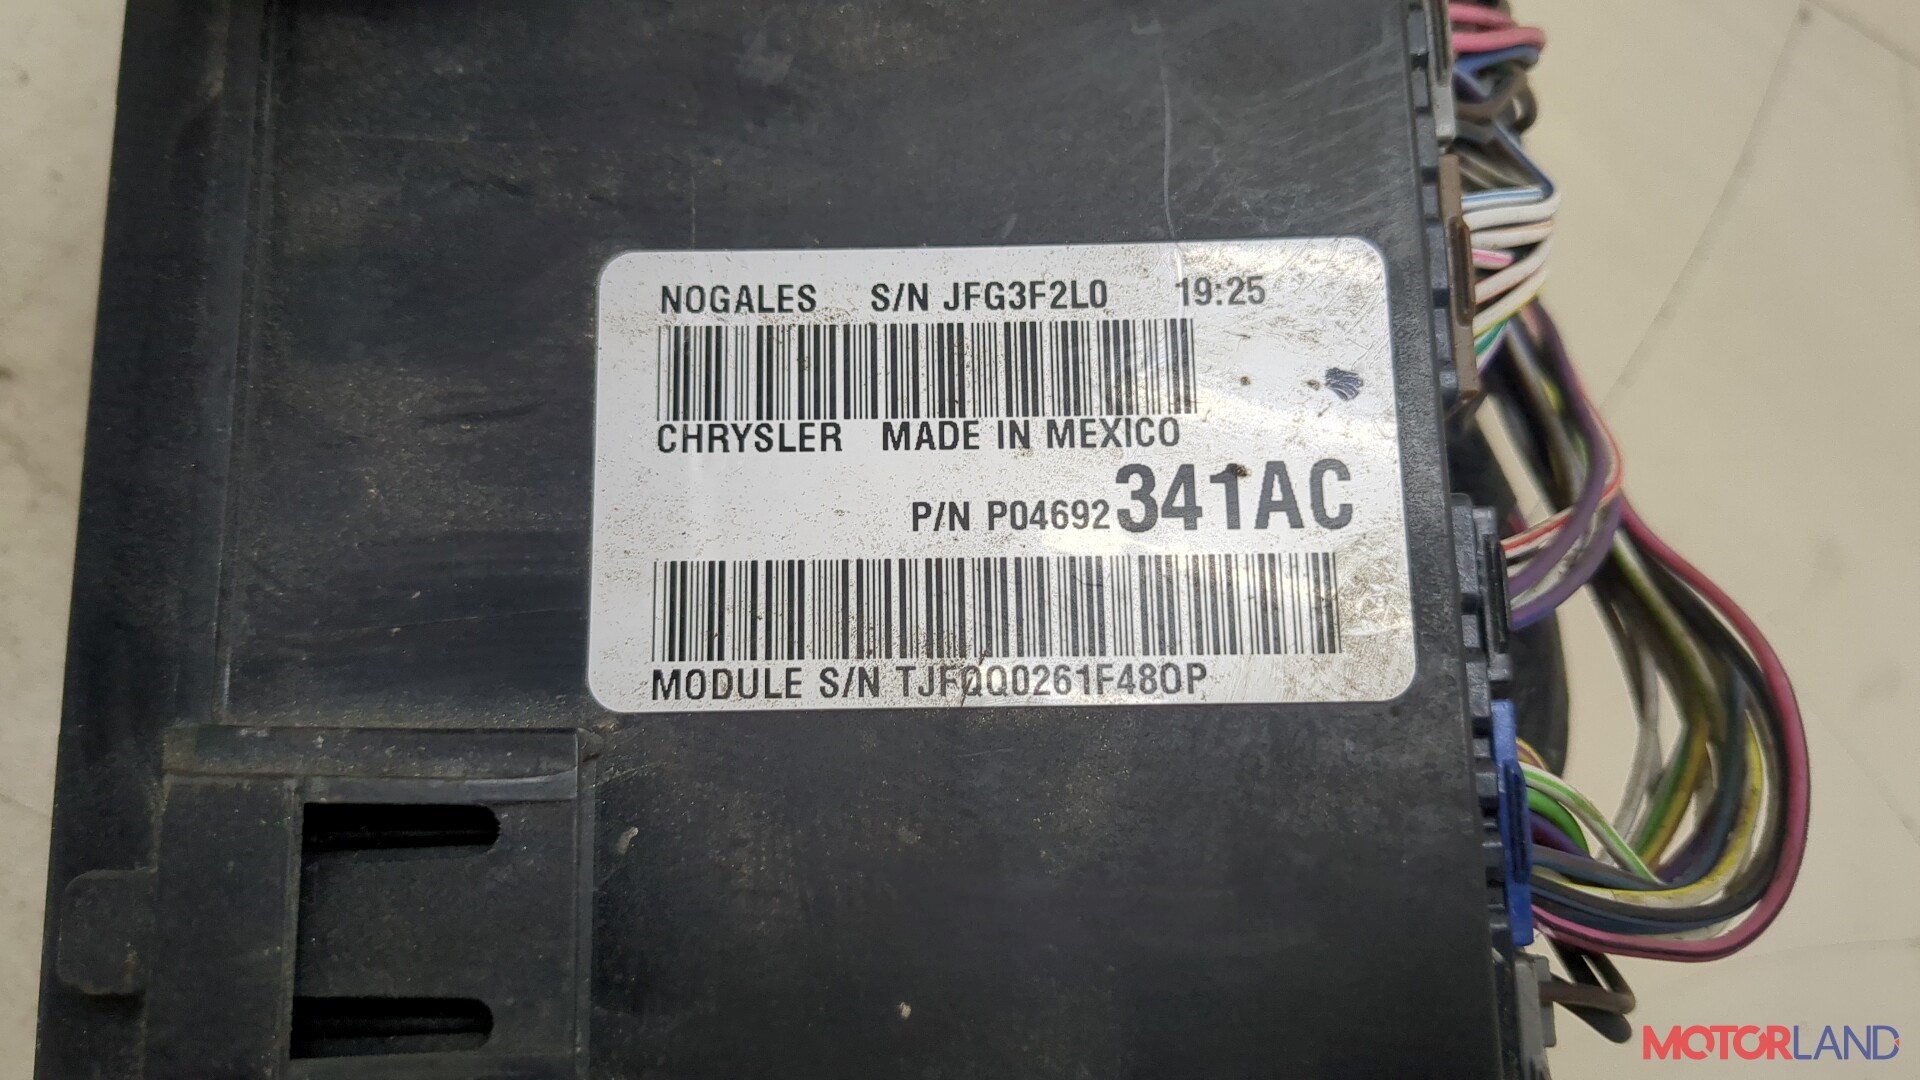 NOGALES S/N JFG3F2L0 19:25
CHRYSLER MADE IN MEXICO
P/N P04692341AC
MODULE S/N TJFQQ0261F480P
MOTORLAND